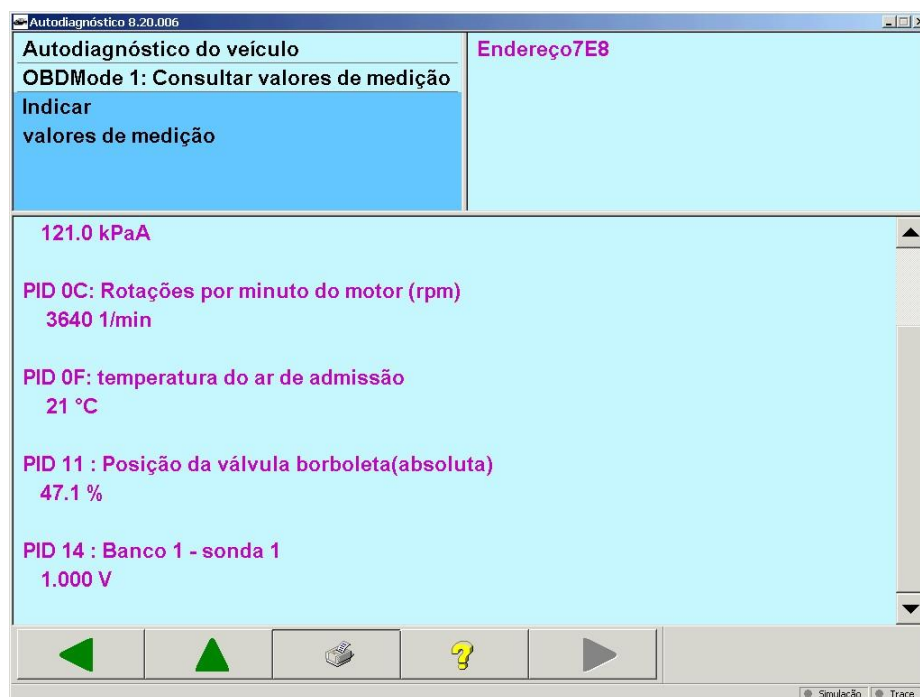 Autodiagnóstico 8.20.006
Autodiagnóstico do veículo
OBDMode 1: Consultar valores de medição
Indicar
valores de medição
Endereço7E8
121.0 kPaA
PID 0C: Rotações por minuto do motor (rpm)
3640 1/min
PID 0F: temperatura do ar de admissão
21 °C
PID 11 : Posição da válvula borboleta(absoluta)
47.1 %
PID 14 : Banco 1 - sonda 1
1.000 V
Simulação Trace